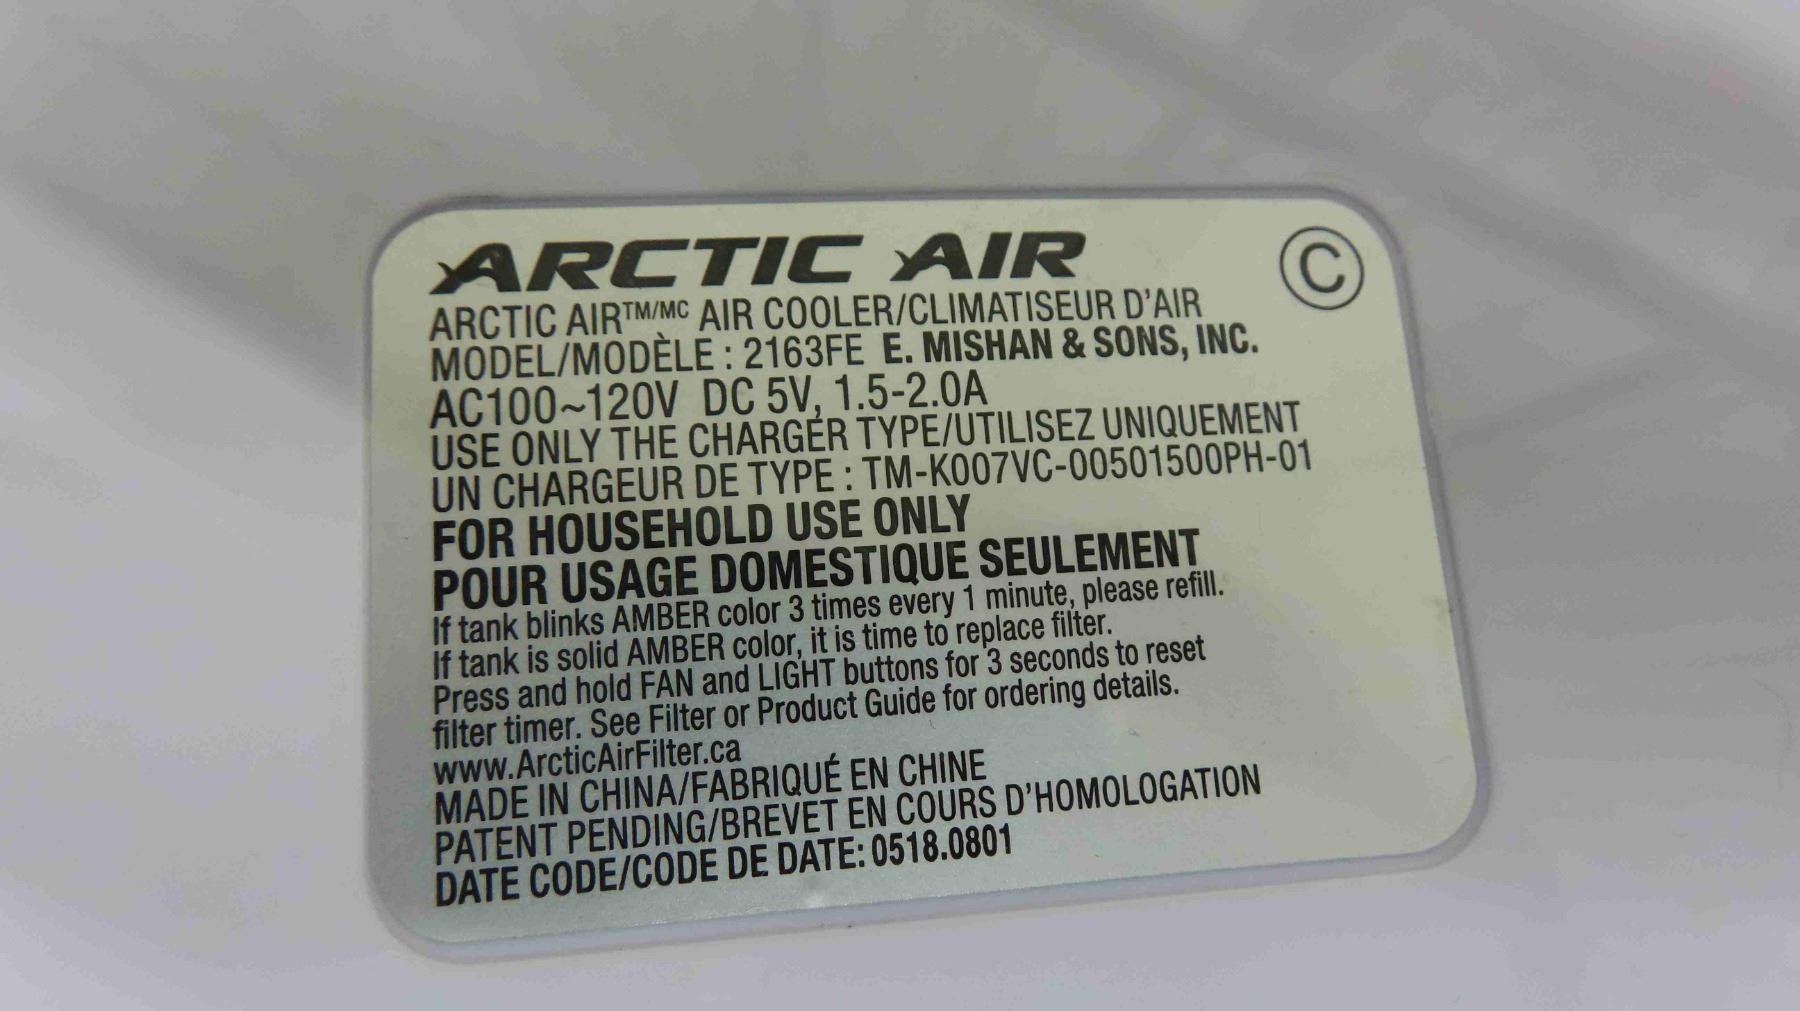 ARCTIC AIR
©
ARCTIC AIR™/MC AIR COOLER/CLIMATISEUR D'AIR
MODEL/MODÈLE : 2163FE E. MISHAN & SONS, INC.
AC100~120V DC 5V, 1.5-2.0A
USE ONLY THE CHARGER TYPE/UTILISEZ UNIQUEMENT
UN CHARGEUR DE TYPE : TM-K007VC-00501500PH-01
FOR HOUSEHOLD USE ONLY
POUR USAGE DOMESTIQUE SEULEMENT
If tank blinks AMBER color 3 times every 1 minute, please refill.
If tank is solid AMBER color, it is time to replace filter.
Press and hold FAN and LIGHT buttons for 3 seconds to reset
filter timer. See Filter or Product Guide for ordering details.
www.ArcticAirFilter.ca
MADE IN CHINA/FABRIQUÉ EN CHINE
PATENT PENDING/BREVET EN COURS D'HOMOLOGATION
DATE CODE/CODE DE DATE: 0518.0801